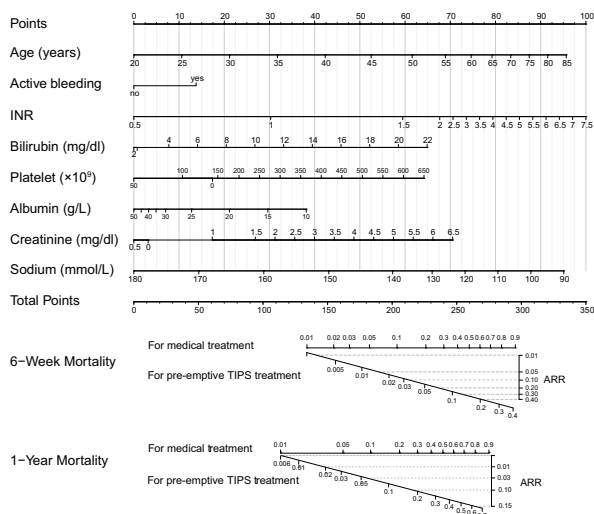 Points 0 10 20 30 40 50 60 70 80 90 100
Age (years) 20 25 30 35 40 45 50 55 60 65 70 75 80 85
Active bleeding no yes
INR 0.5 1 1.5 2 2.5 3 3.5 4 4.5 5 5.5 6 6.5 7 7.5
Bilirubin (mg/dl) 2 4 6 8 10 12 14 16 18 20 22
Platelet (×10⁹) 50 100 0 150 200 250 300 350 400 450 500 550 600 650
Albumin (g/L) 50 40 30 25 20 15 10
Creatinine (mg/dl) 0.5 0 1 1.5 2 2.5 3 3.5 4 4.5 5 5.5 6 6.5
Sodium (mmol/L) 180 170 160 150 140 130 120 110 100 90
Total Points 0 50 100 150 200 250 300 350
6−Week Mortality
For medical treatment 0.01 0.02 0.03 0.05 0.1 0.2 0.3 0.4 0.5 0.6 0.7 0.8 0.9
For pre-emptive TIPS treatment 0.005 0.01 0.02 0.03 0.05 0.1 0.2 0.3 0.4
ARR 0.01 0.05 0.10 0.20 0.30 0.40
1−Year Mortality
For medical treatment 0.01 0.05 0.1 0.2 0.3 0.4 0.5 0.6 0.7 0.8 0.9
For pre-emptive TIPS treatment 0.006 0.01 0.02 0.03 0.05 0.1 0.2 0.3 0.4 0.5
ARR 0.01 0.03 0.10 0.15